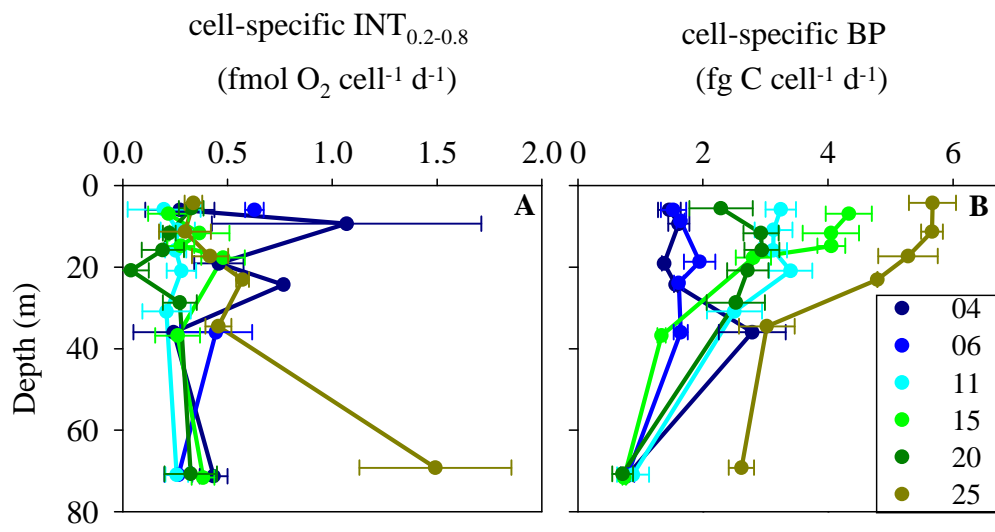 cell-specific INT0.2-0.8
(fmol O2 cell-1 d-1)
cell-specific BP
(fg C cell-1 d-1)
0.0 0.5 1.0 1.5 2.0
0 2 4 6
A
B
Depth (m)
0
20
40
60
80
04
06
11
15
20
25